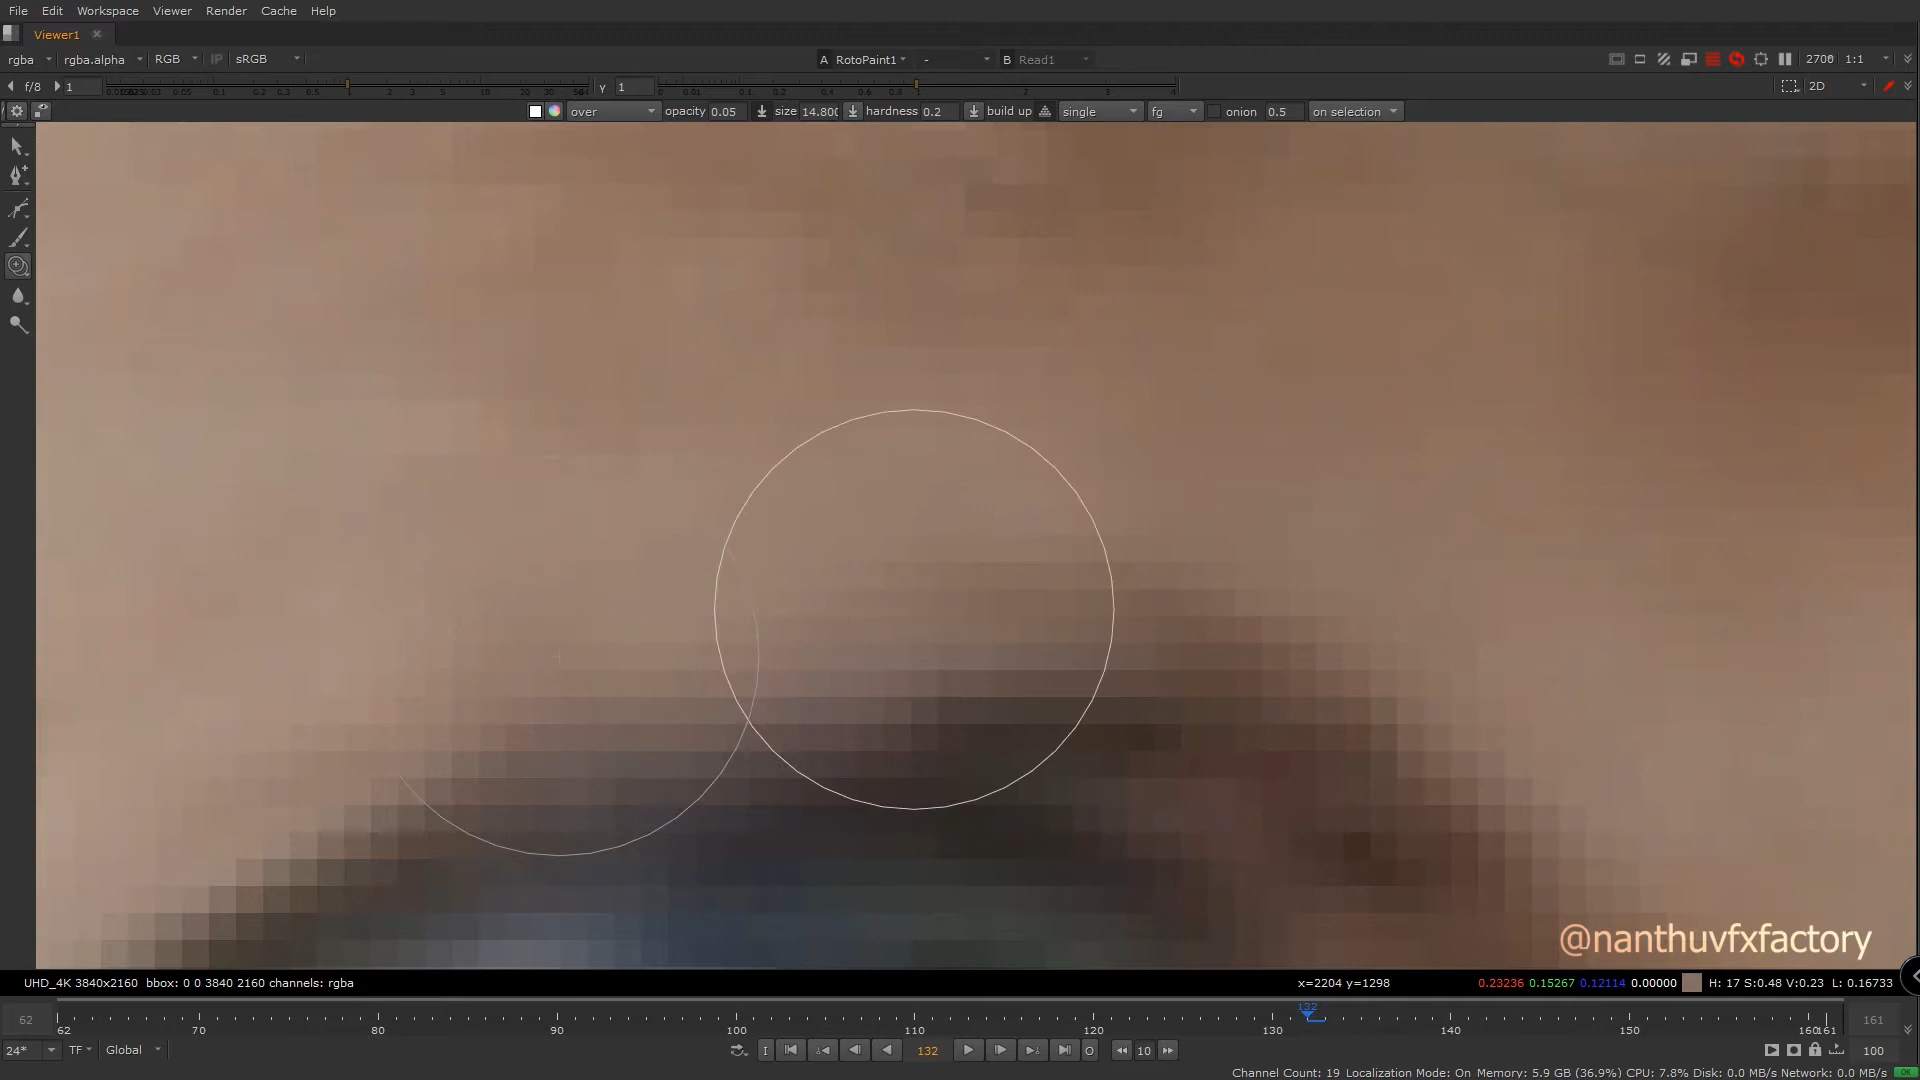 File Edit Workspace Viewer Render Cache Help
Viewer1
rgba rgba.alpha RGB IP sRGB A RotoPaint1 - B Read1 2700 1:1
f/8 1 Y 1 2D
over opacity 0.05 size 14.800 hardness 0.2 build up single fg onion 0.5 on selection
@nanthuvfxfactory
UHD_4K 3840x2160 bbox: 0 0 3840 2160 channels: rgba x=2204 y=1298 0.23236 0.15267 0.12114 0.00000 H: 17 S:0.48 V:0.23 L: 0.16733
132
62 161
62 70 80 90 100 110 120 130 140 150 160 161
24* TF Global I 132 O 10 100
Channel Count: 19 Localization Mode: On Memory: 5.9 GB (36.9%) CPU: 7.8% Disk: 0.0 MB/s Network: 0.0 MB/s OK